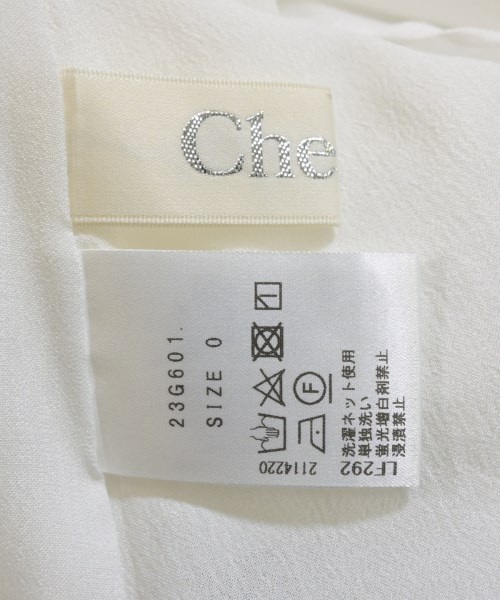 Che
23G601.
SIZE 0
2114220
F
洗濯ネット使用
単独洗い
蛍光増白剤禁止
浸漬禁止
LF292